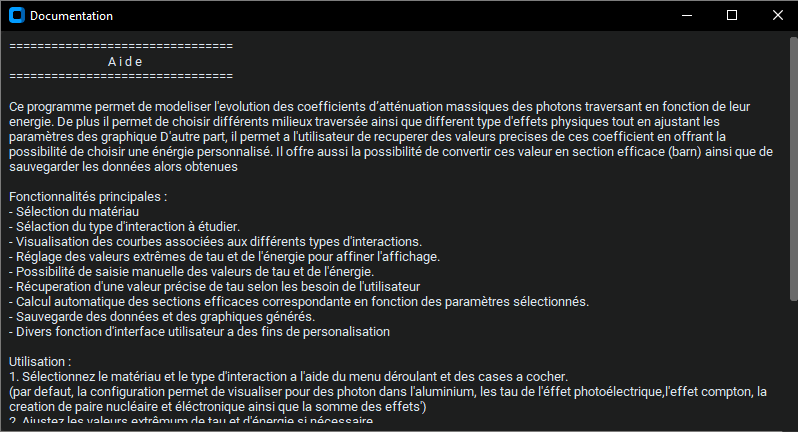 Documentation
================================
A i d e
================================
Ce programme permet de modeliser l'evolution des coefficients d'atténuation massiques des photons traversant en fonction de leur
energie. De plus il permet de choisir différents milieux traversée ainsi que different type d'effets physiques tout en ajustant les
paramètres des graphique D'autre part, il permet a l'utilisateur de recuperer des valeurs precises de ces coefficient en offrant la
possibilité de choisir une énérgie personnalisé. Il offre aussi la possibilité de convertir ces valeur en section efficace (barn) ainsi que de
sauvegarder les données alors obtenues
Fonctionnalités principales :
- Sélection du matériau
- Sélaction du type d'interaction à étudier.
- Visualisation des courbes associées aux différents types d'interactions.
- Réglage des valeurs extrêmes de tau et de l'énergie pour affiner l'affichage.
- Possibilité de saisie manuelle des valeurs de tau et de l'énergie.
- Récuperation d'une valeur précise de tau selon les besoin de l'utilisateur
- Calcul automatique des sections efficaces correspondante en fonction des paramètres sélectionnés.
- Sauvegarde des données et des graphiques générés.
- Divers fonction d'interface utilisateur a des fins de personalisation
Utilisation :
1. Sélectionnez le matériau et le type d'interaction a l'aide du menu déroulant et des cases a cocher.
(par defaut, la configuration permet de visualiser pour des photon dans l'aluminium, les tau de l'éffet photoélectrique,l'effet compton, la
creation de paire nucléaire et éléctronique ainsi que la somme des effets')
2. Ajustez les valeurs extrêmum de tau et d'énergie si nécessaire